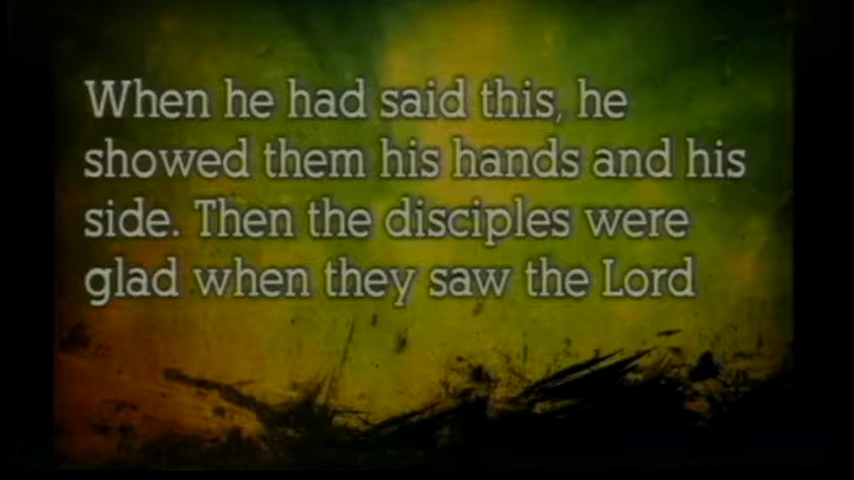 When he had said this, he
showed them his hands and his
side. Then the disciples were
glad when they saw the Lord